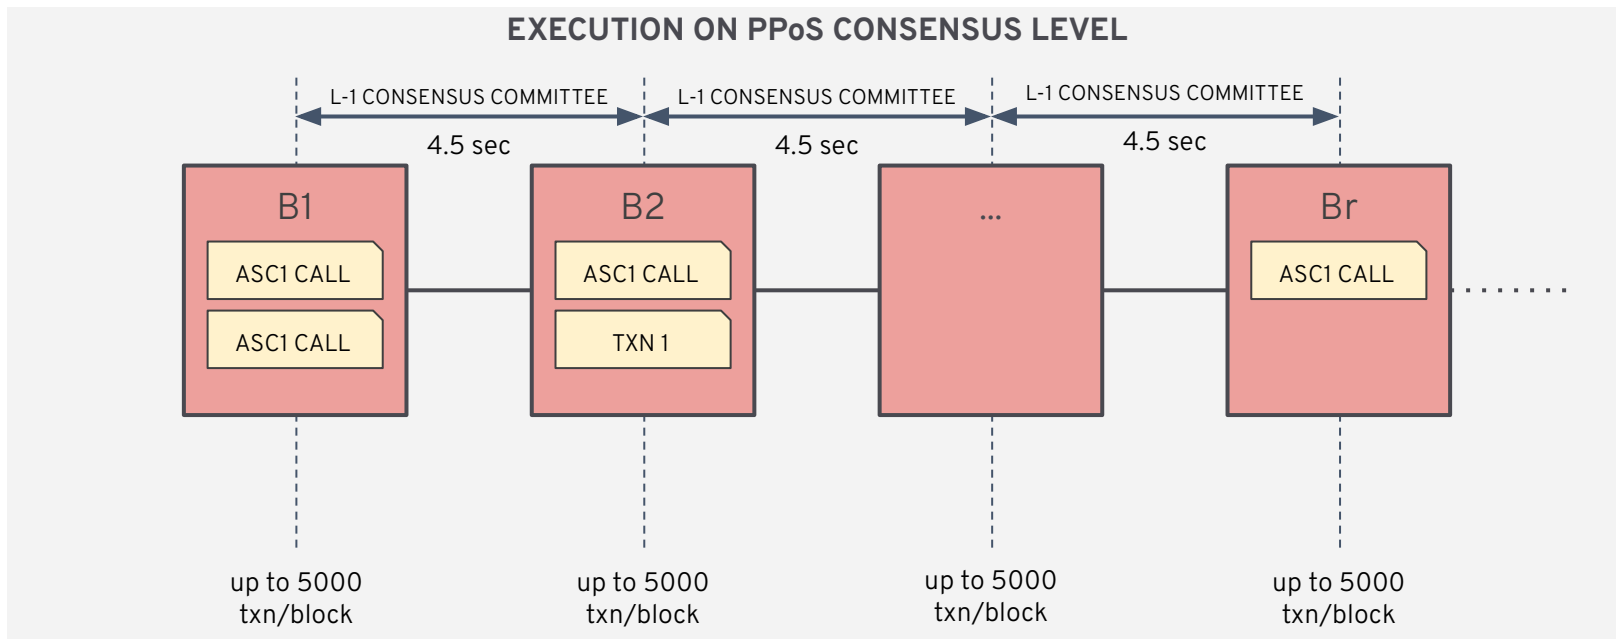 EXECUTION ON PPoS CONSENSUS LEVEL
L-1 CONSENSUS COMMITTEE
L-1 CONSENSUS COMMITTEE
L-1 CONSENSUS COMMITTEE
4.5 sec
4.5 sec
4.5 sec
B1
ASC1 CALL
ASC1 CALL
B2
ASC1 CALL
TXN 1
...
Br
ASC1 CALL
up to 5000
txn/block
up to 5000
txn/block
up to 5000
txn/block
up to 5000
txn/block